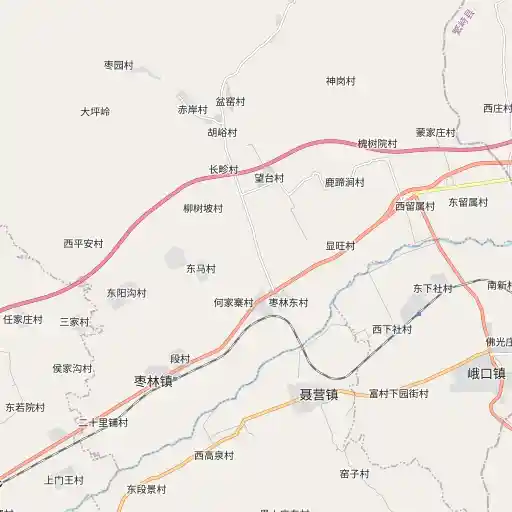 繁峙县
枣园村
神岗村
盆窑村
赤岸村
大坪岭
西庄村
胡峪村
蒙家庄村
槐树院村
长畛村
望台村
鹿蹄涧村
东留属村
西留属村
柳树坡村
西平安村
显旺村
东马村
东下社村
南新村
东阳沟村
何家寨村
枣林东村
任家庄村
三家村
西下社村
佛光庄
段村
侯家沟村
枣林镇
峨口镇
聂营镇
富村下园街村
东若院村
二十里铺村
西高泉村
窑子村
上门王村
东段景村